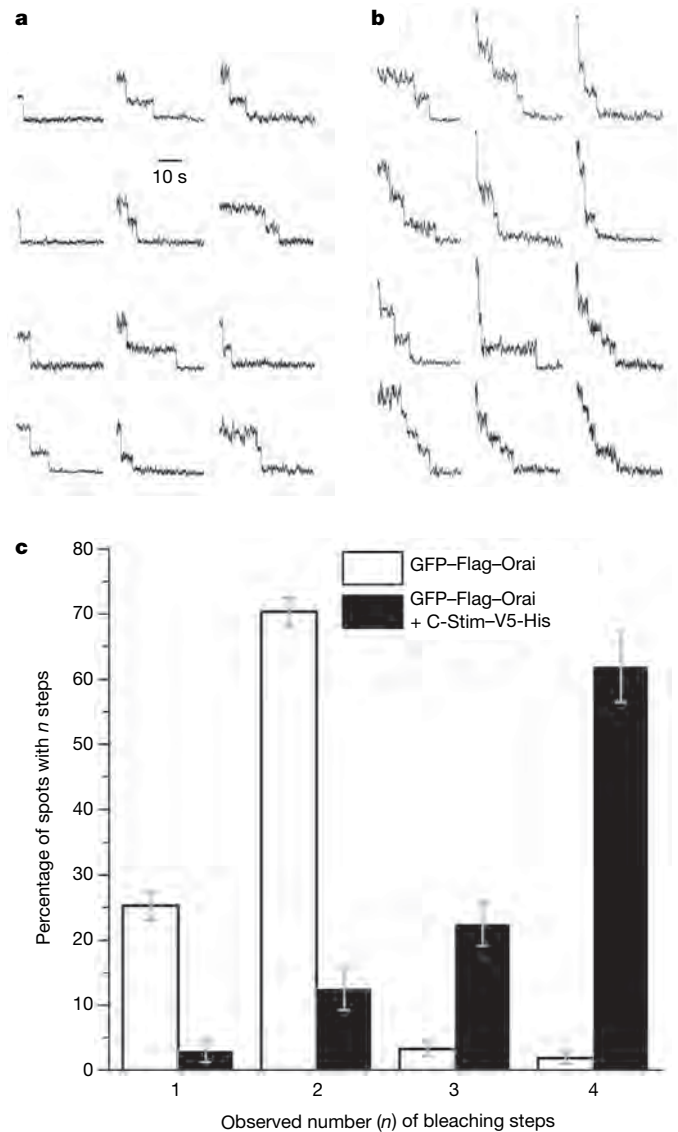 a
b
10 s
c
80
70
60
50
40
30
20
10
0
Percentage of spots with n steps
GFP–Flag–Orai
GFP–Flag–Orai
+ C-Stim–V5-His
1 2 3 4
Observed number (n) of bleaching steps